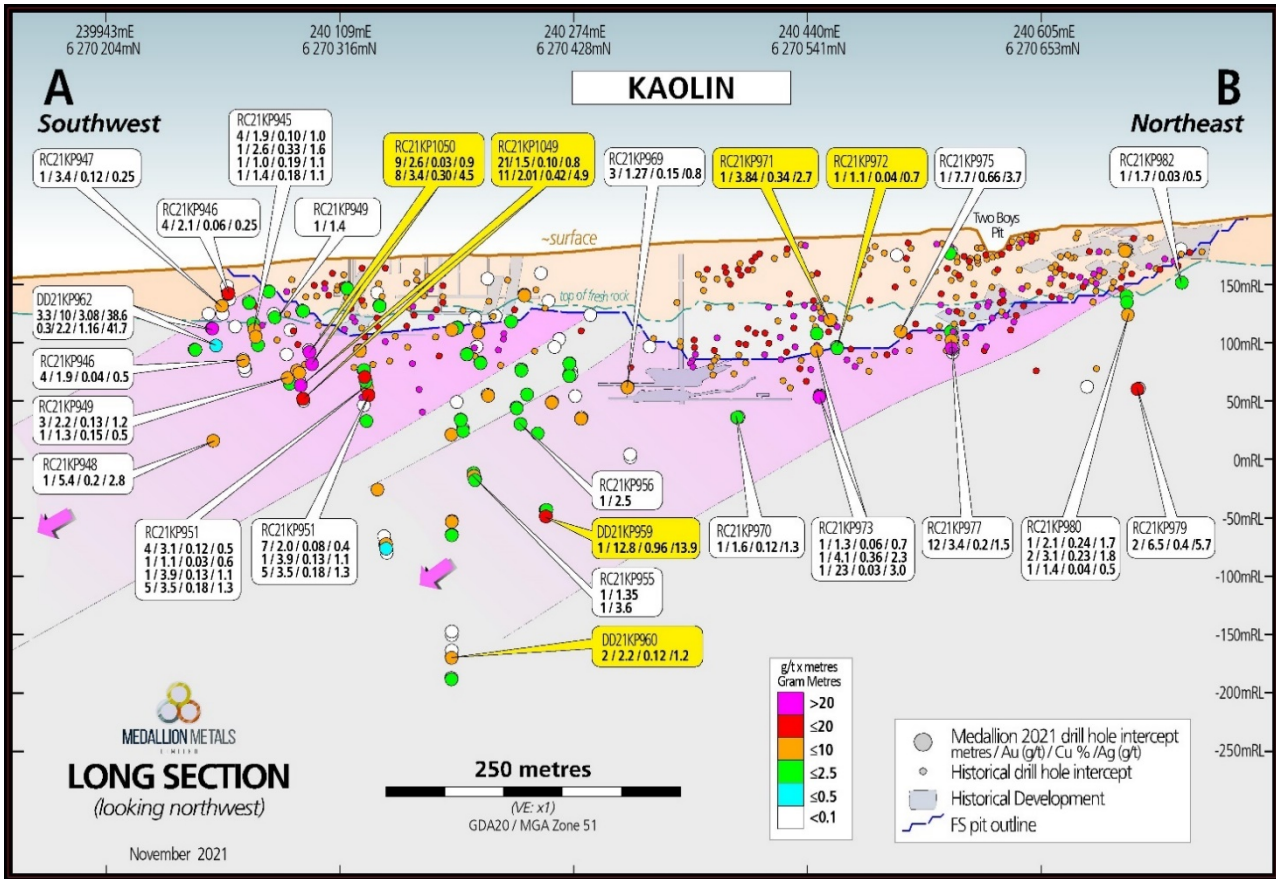 239943mE
6 270 204mN
240 109mE
6 270 316mN
240 274mE
6 270 428mN
240 440mE
6 270 541mN
240 605mE
6 270 653mN
A
Southwest
KAOLIN
B
Northeast
RC21KP947
1 / 3.4 / 0.12 / 0.25
RC21KP946
4 / 2.1 / 0.06 / 0.25
RC21KP945
4 / 1.9 / 0.10 / 1.0
1 / 2.6 / 0.33 / 1.6
1 / 1.0 / 0.19 / 1.1
1 / 1.4 / 0.18 / 1.1
RC21KP949
1 / 1.4
RC21KP1050
9 / 2.6 / 0.03 / 0.9
8 / 3.4 / 0.30 / 4.5
RC21KP1049
21/ 1.5 / 0.10 / 0.8
11 / 2.01 / 0.42 / 4.9
RC21KP969
3 / 1.27 / 0.15 / 0.8
RC21KP971
1 / 3.84 / 0.34 / 2.7
RC21KP972
1 / 1.1 / 0.04 / 0.7
RC21KP975
1 / 7.7 / 0.66 / 3.7
RC21KP982
1 / 1.7 / 0.03 / 0.5
Two Boys
Pit
~surface
top of fresh rock
DD21KP962
3.3 / 10 / 3.08 / 38.6
0.3/ 2.2 / 1.16 / 41.7
RC21KP946
4 / 1.9 / 0.04 / 0.5
RC21KP949
3 / 2.2 / 0.13 / 1.2
1 / 1.3 / 0.15 / 0.5
RC21KP948
1 / 5.4 / 0.2 / 2.8
RC21KP951
4 / 3.1 / 0.12 / 0.5
1 / 1.1 / 0.03 / 0.6
1 / 3.9 / 0.13 / 1.1
5 / 3.5 / 0.18 / 1.3
RC21KP951
7 / 2.0 / 0.08 / 0.4
1 / 3.9 / 0.13 / 1.1
5 / 3.5 / 0.18 / 1.3
RC21KP956
1 / 2.5
DD21KP959
1 / 12.8 / 0.96 / 13.9
RC21KP955
1 / 1.35
1 / 3.6
DD21KP960
2 / 2.2 / 0.12 /1.2
RC21KP970
1 / 1.6 / 0.12 /1.3
RC21KP973
1 / 1.3 / 0.06 / 0.7
1 / 4.1 / 0.36 / 2.3
1 / 23 / 0.03 / 3.0
RC21KP977
12 / 3.4 / 0.2 / 1.5
RC21KP980
1 / 2.1 / 0.24 / 1.7
2 / 3.1 / 0.23 / 1.8
1 / 1.4 / 0.04 / 0.5
RC21KP979
2 / 6.5 / 0.4 / 5.7
150mRL
100mRL
50mRL
0mRL
-50mRL
-100mRL
-150mRL
-200mRL
-250mRL
MEDALLION METALS
LIMITED
LONG SECTION
(looking northwest)
November 2021
250 metres
(VE: x1)
GDA20 / MGA Zone 51
g/t x metres
Gram Metres
>20
≤20
≤10
≤2.5
≤0.5
<0.1
Medallion 2021 drill hole intercept
metres / Au (g/t) / Cu % /Ag (g/t)
Historical drill hole intercept
Historical Development
FS pit outline